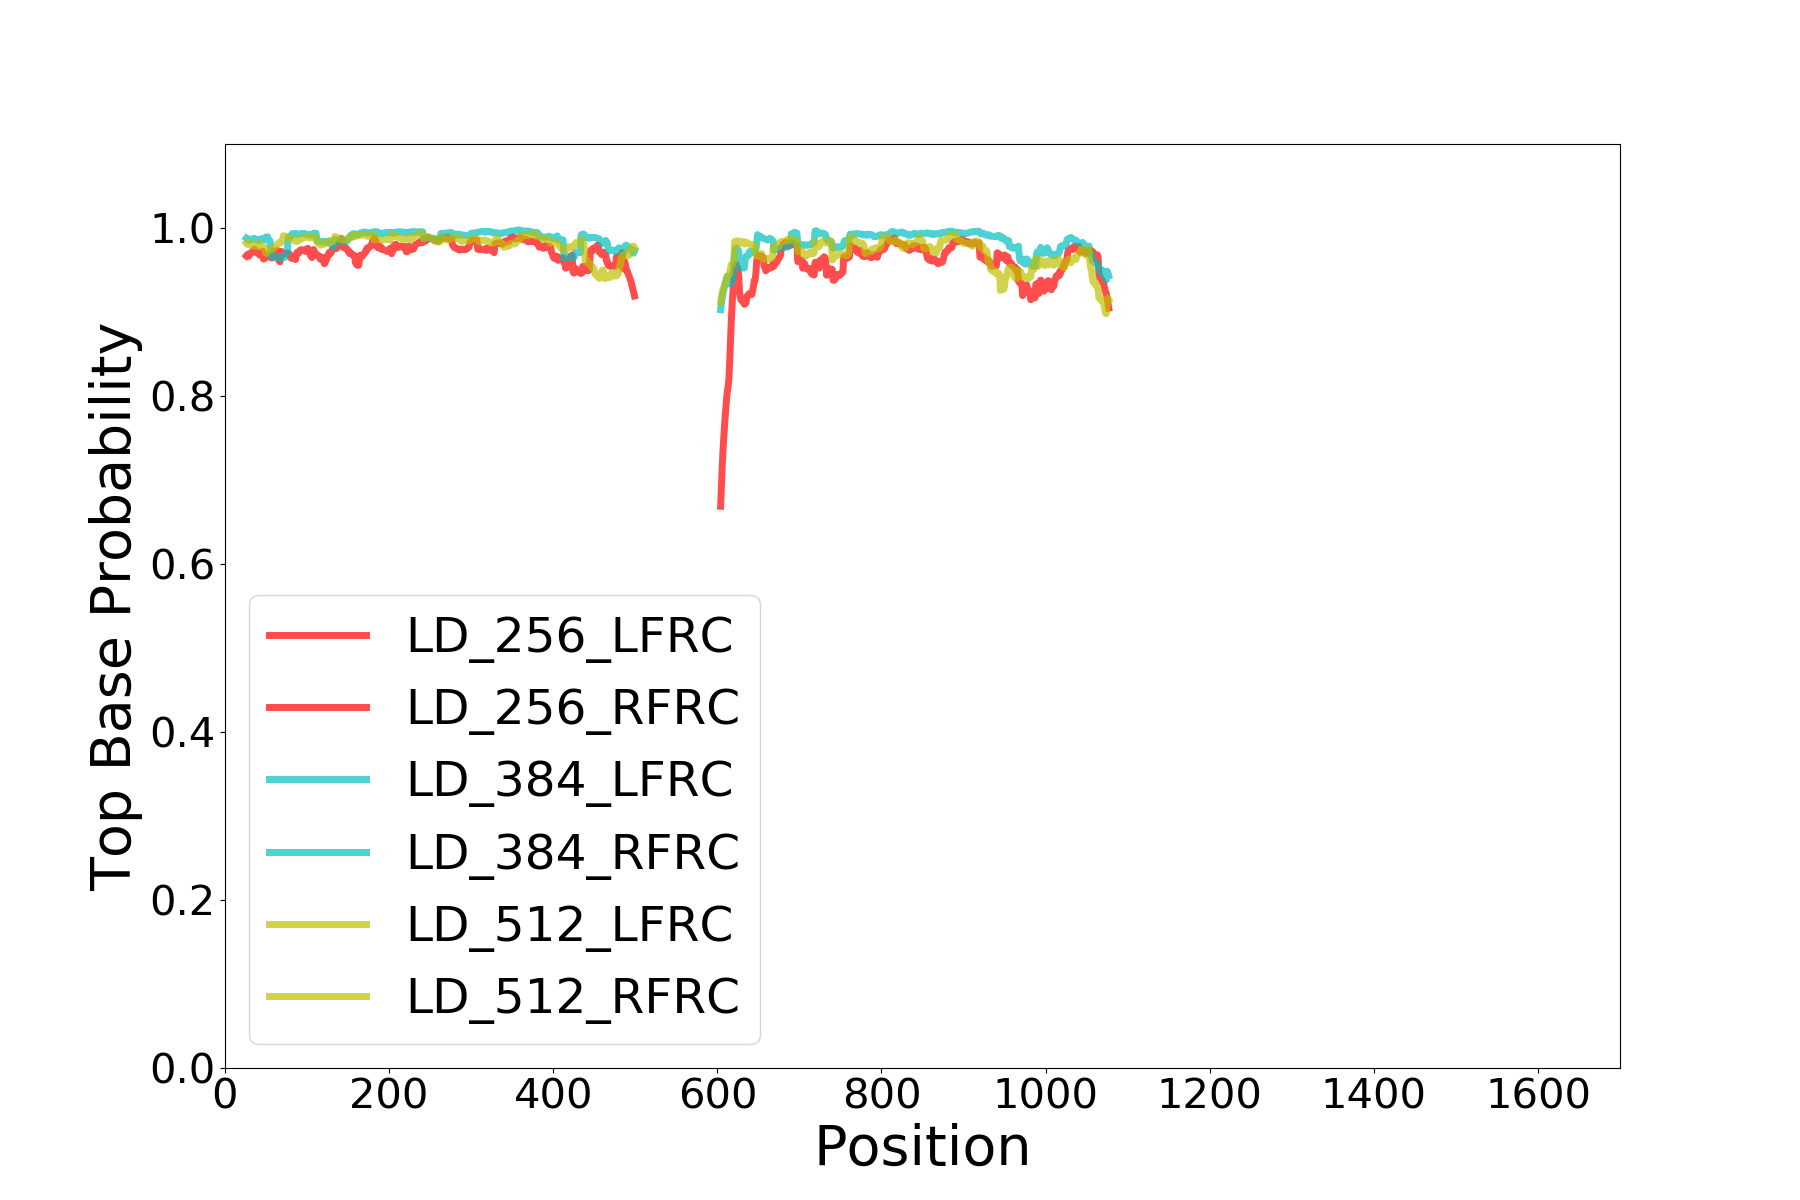 1.0
0.8
0.6
0.4
0.2
0.0
Top Base Probability
LD_256_LFRC
LD_256_RFRC
LD_384_LFRC
LD_384_RFRC
LD_512_LFRC
LD_512_RFRC
0 200 400 600 800 1000 1200 1400 1600
Position